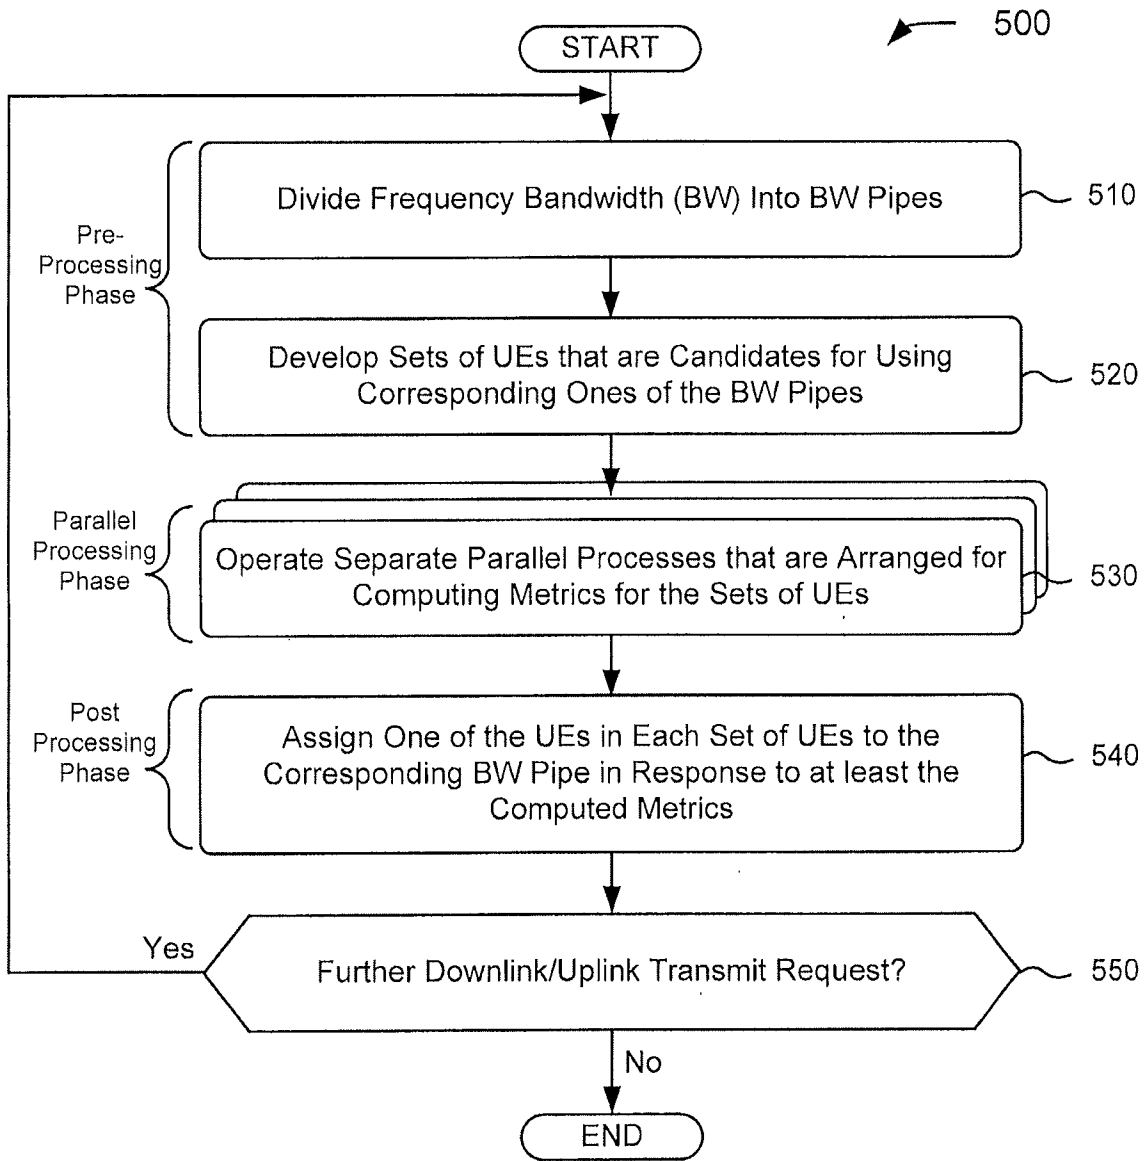 500
START
Divide Frequency Bandwidth (BW) Into BW Pipes
510
Pre-
Processing
Phase
Develop Sets of UEs that are Candidates for Using
Corresponding Ones of the BW Pipes
520
Parallel
Processing
Phase
Operate Separate Parallel Processes that are Arranged for
Computing Metrics for the Sets of UEs
530
Post
Processing
Phase
Assign One of the UEs in Each Set of UEs to the
Corresponding BW Pipe in Response to at least the
Computed Metrics
540
Yes
Further Downlink/Uplink Transmit Request?
550
No
END